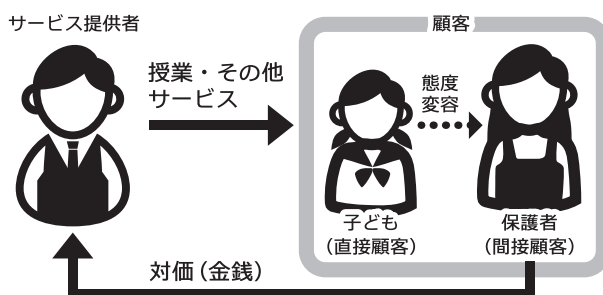 サービス提供者
顧客
授業・その他
サービス
態度
変容
子ども
（直接顧客）
保護者
（間接顧客）
対価（金銭）